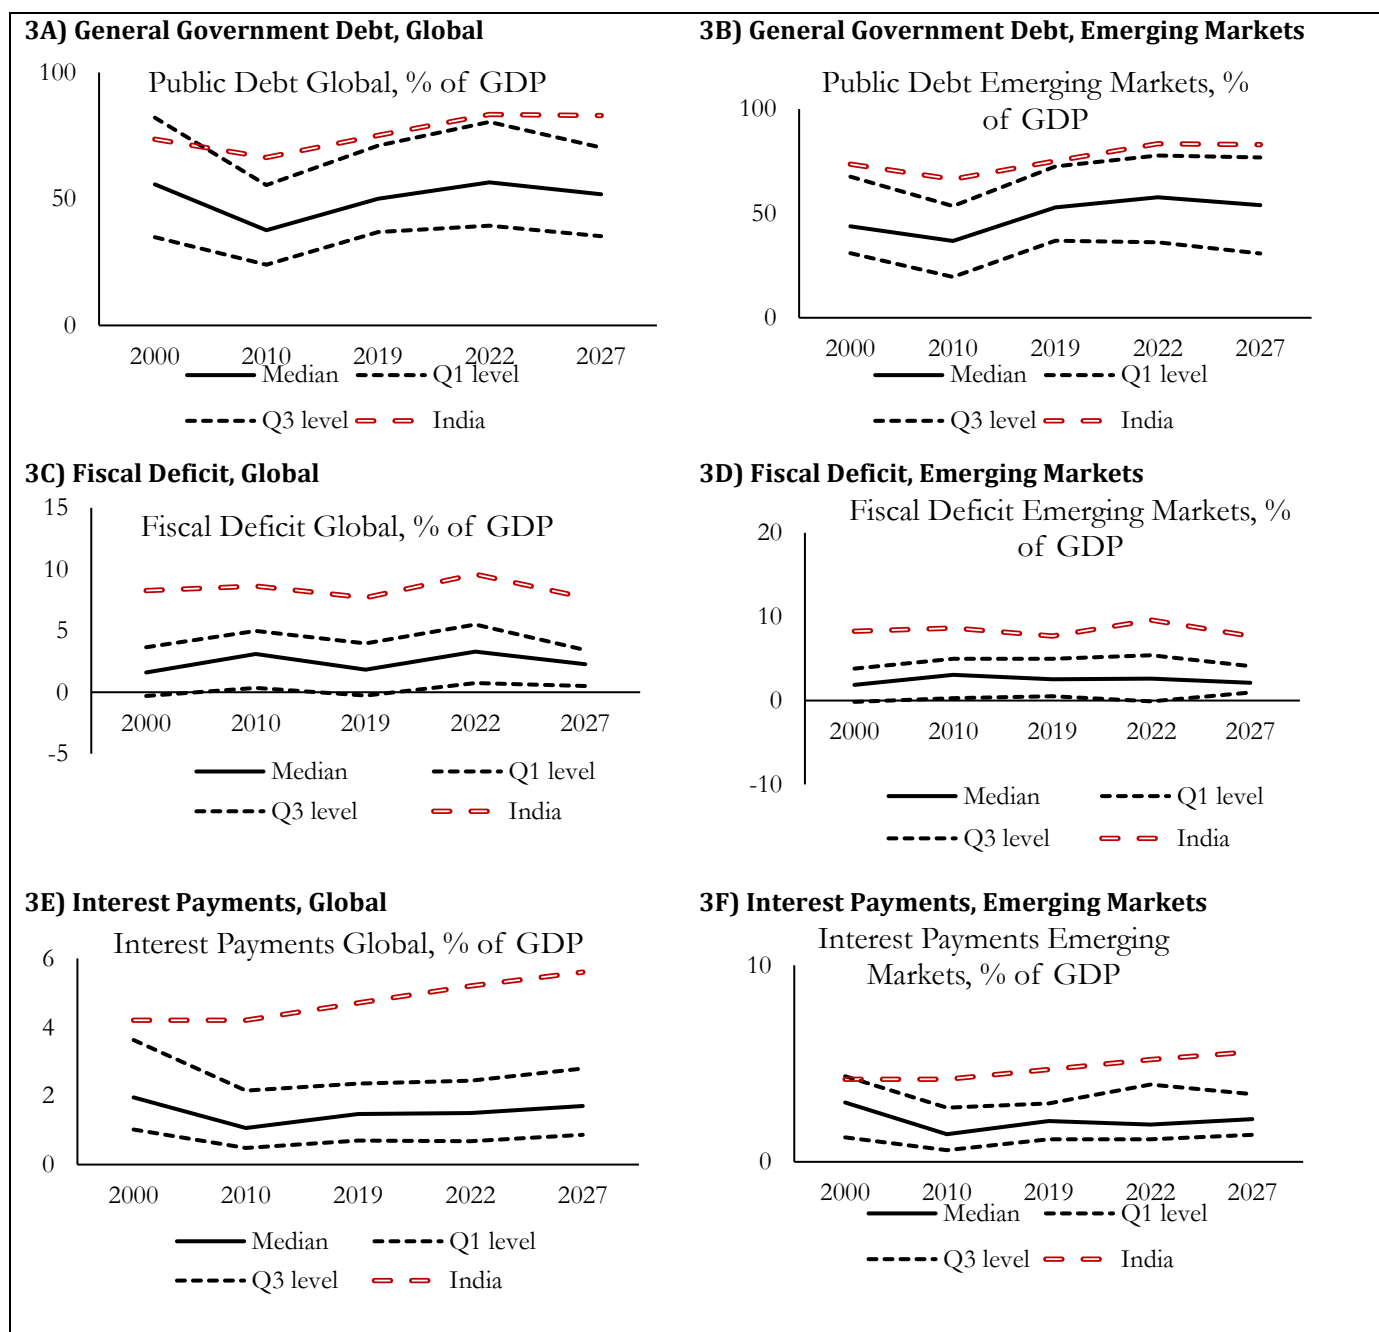 3A) General Government Debt, Global
Public Debt Global, % of GDP
100
50
0
2000 2010 2019 2022 2027
Median Q1 level
Q3 level India
3B) General Government Debt, Emerging Markets
Public Debt Emerging Markets, %
of GDP
100
50
0
2000 2010 2019 2022 2027
Median Q1 level
Q3 level India
3C) Fiscal Deficit, Global
Fiscal Deficit Global, % of GDP
15
10
5
0
-5
2000 2010 2019 2022 2027
Median Q1 level
Q3 level India
3D) Fiscal Deficit, Emerging Markets
Fiscal Deficit Emerging Markets, %
of GDP
20
10
0
-10
2000 2010 2019 2022 2027
Median Q1 level
Q3 level India
3E) Interest Payments, Global
Interest Payments Global, % of GDP
6
4
2
0
2000 2010 2019 2022 2027
Median Q1 level
Q3 level India
3F) Interest Payments, Emerging Markets
Interest Payments Emerging
Markets, % of GDP
10
0
2000 2010 2019 2022 2027
Median Q1 level
Q3 level India